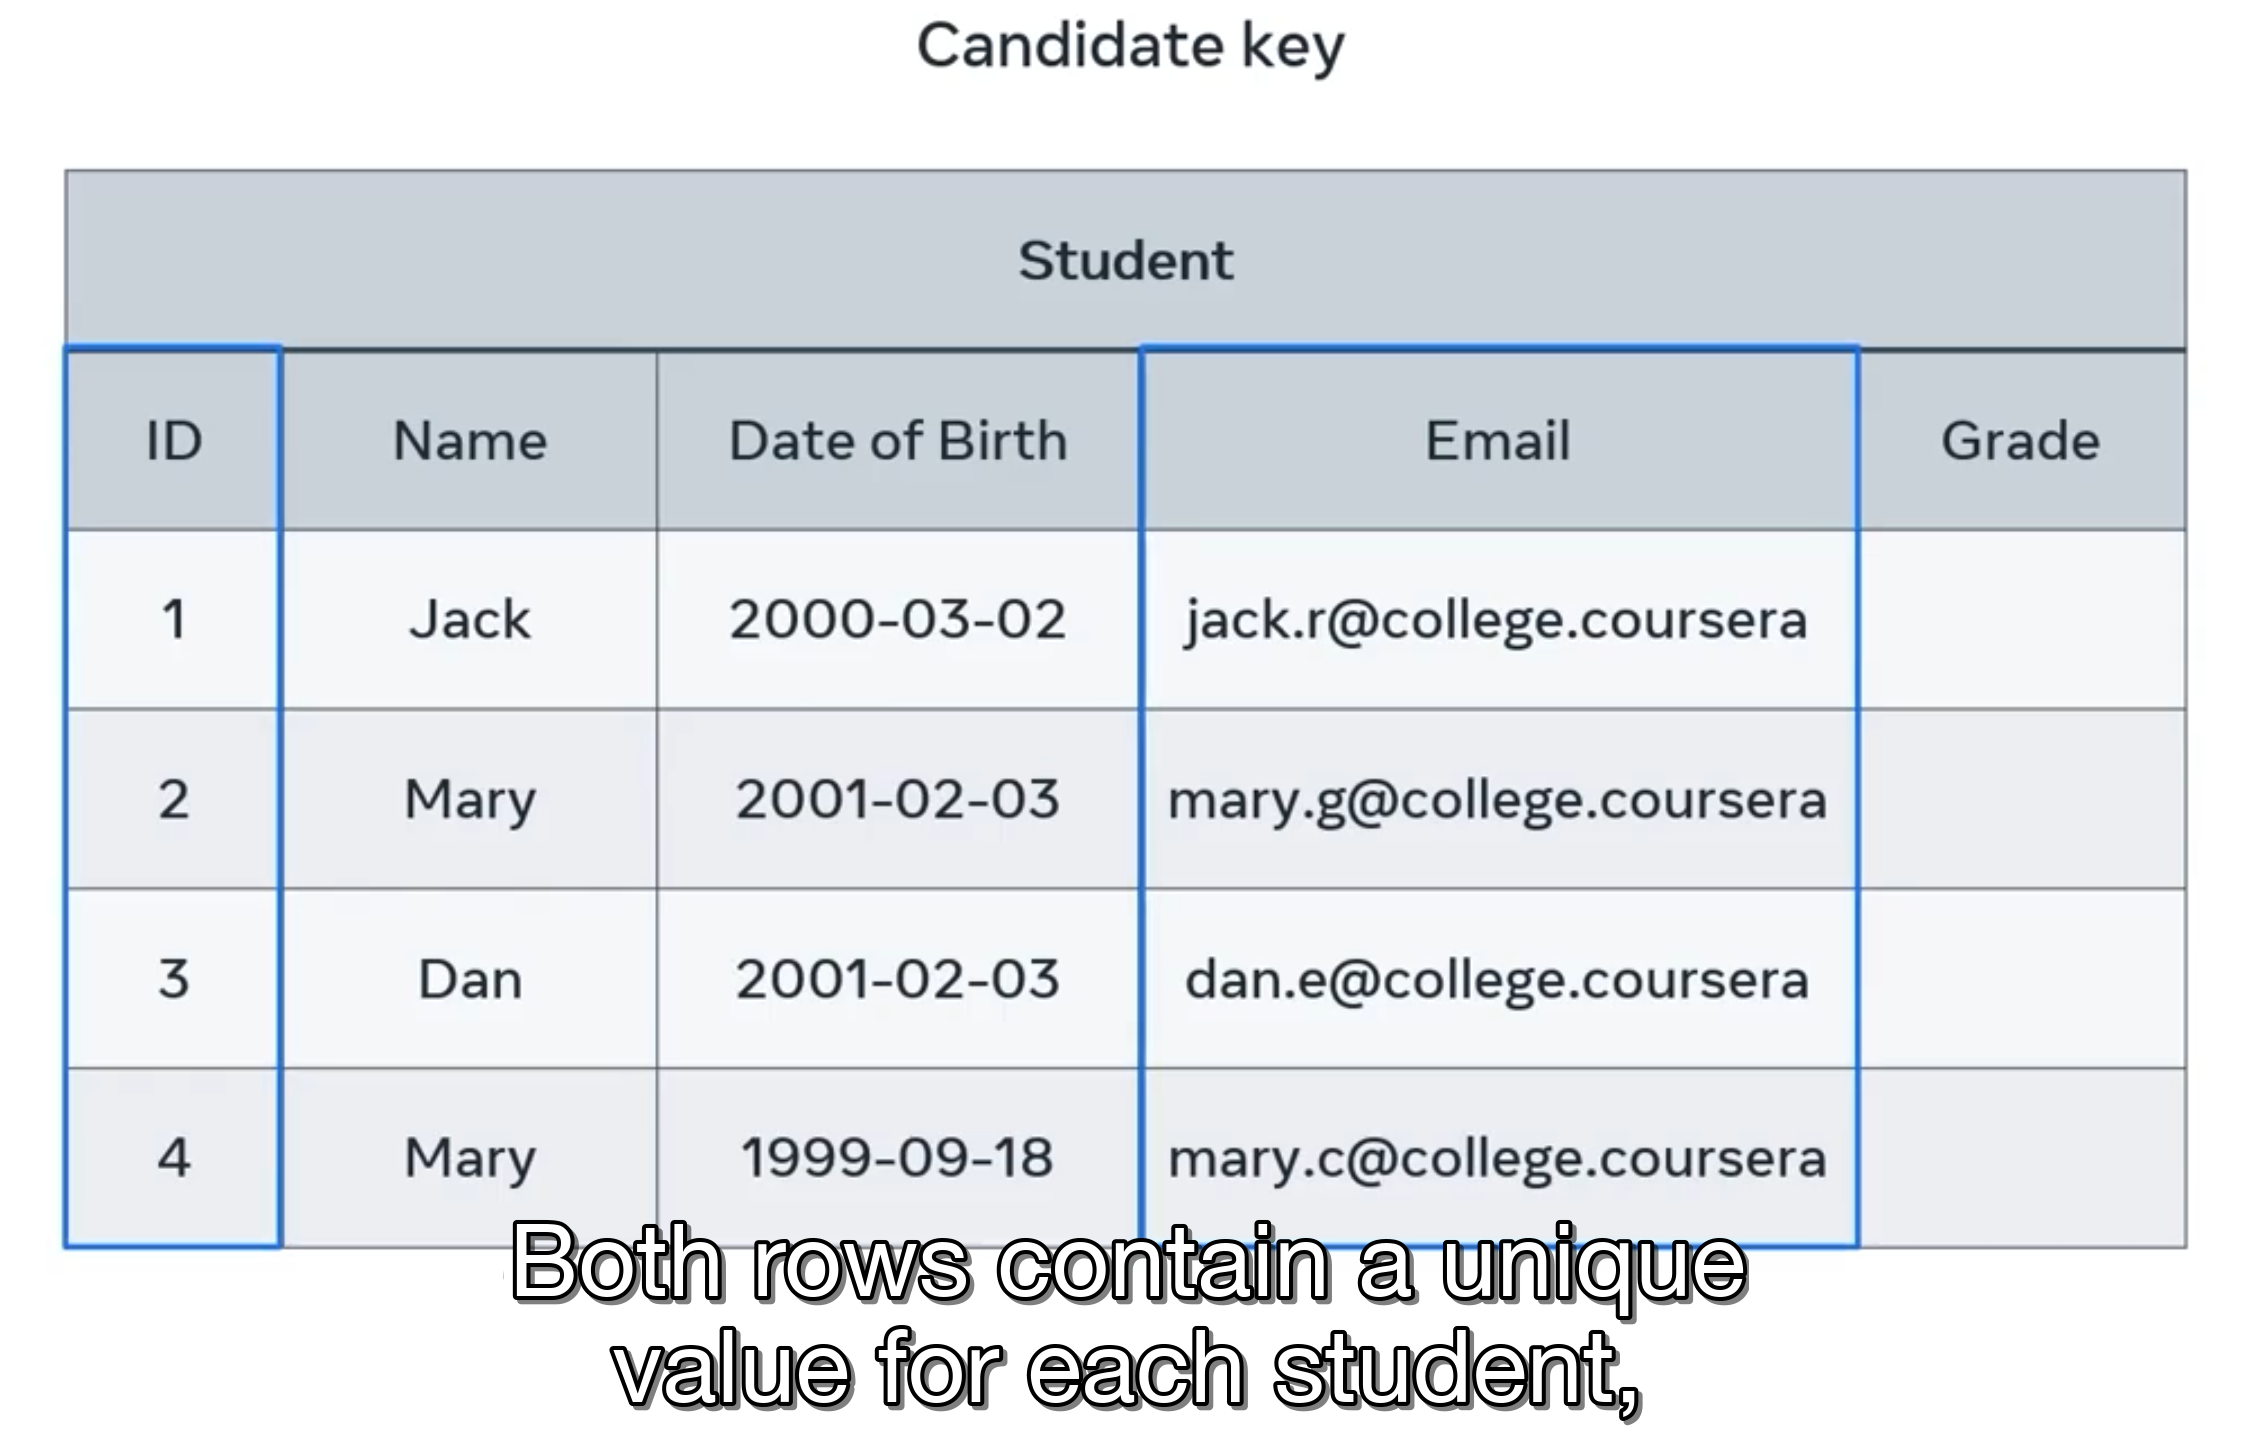 Candidate key
Student
ID Name Date of Birth Email Grade
1 Jack 2000-03-02 jack.r@college.coursera
2 Mary 2001-02-03 mary.g@college.coursera
3 Dan 2001-02-03 dan.e@college.coursera
4 Mary 1999-09-18 mary.c@college.coursera
Both rows contain a unique
value for each student,